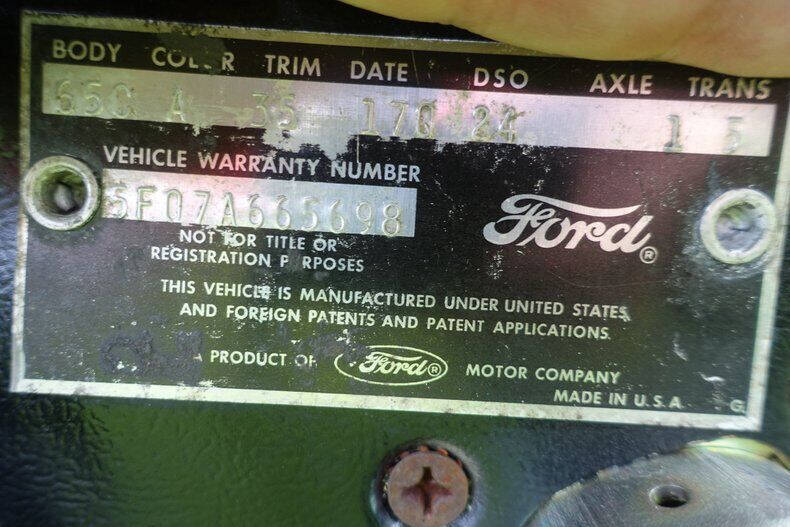 BODY COLOR TRIM DATE DSO AXLE TRANS
65C A 35 17Q 24 1 5
VEHICLE WARRANTY NUMBER
5F07A665698
Ford®
NOT FOR TITLE OR
REGISTRATION P RPOSES
THIS VEHICLE IS MANUFACTURED UNDER UNITED STATES
AND FOREIGN PATENTS AND PATENT APPLICATIONS
A PRODUCT OF Ford® MOTOR COMPANY
MADE IN U.S.A. G